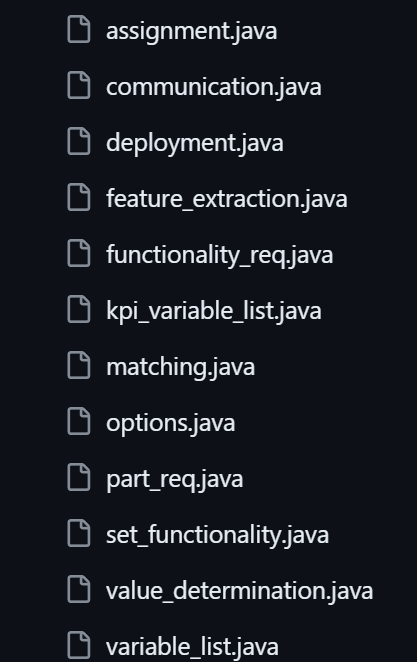 assignment.java
communication.java
deployment.java
feature_extraction.java
functionality_req.java
kpi_variable_list.java
matching.java
options.java
part_req.java
set_functionality.java
value_determination.java
variable_list.java